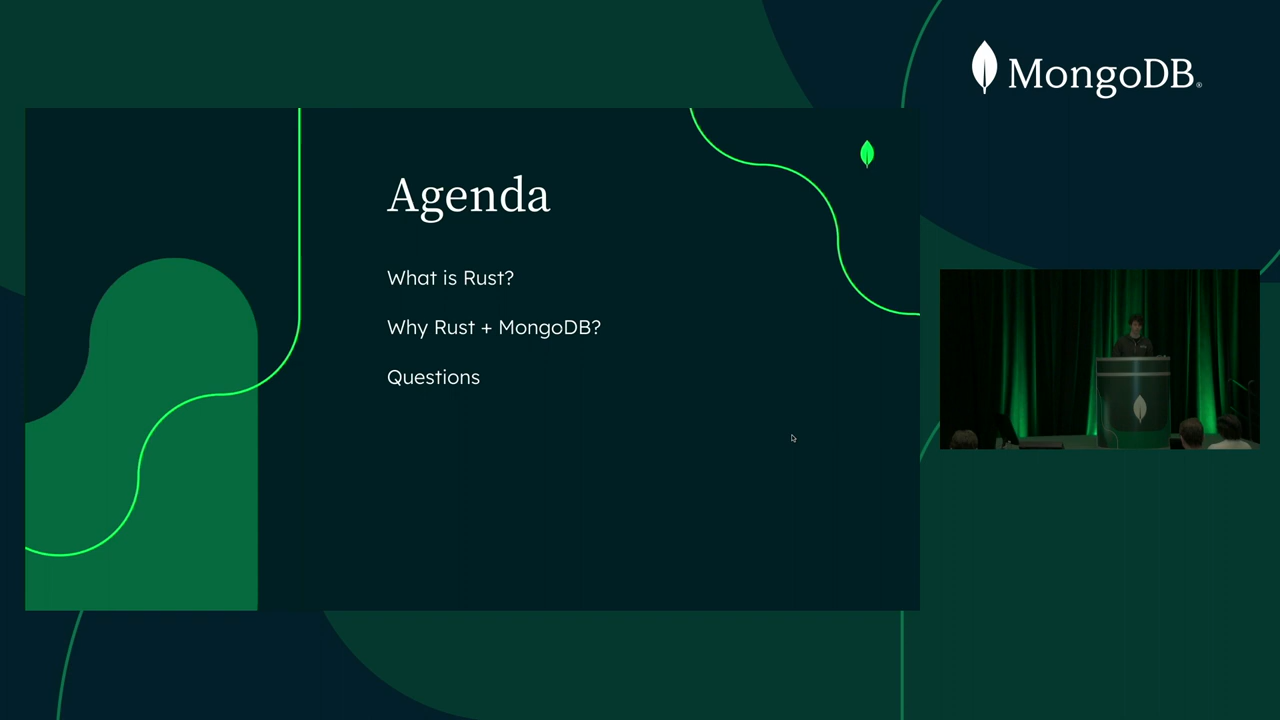 MongoDB®
Agenda
What is Rust?
Why Rust + MongoDB?
Questions